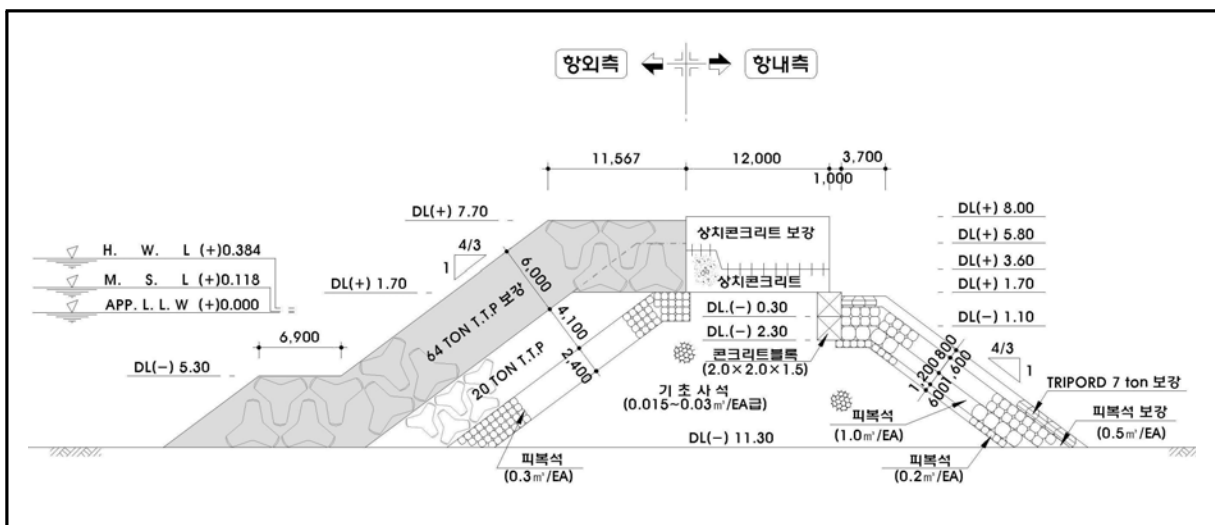 항외측
항내측
11,567
12,000
3,700
1,000
DL(+) 7.70
DL(+) 8.00
DL(+) 5.80
DL(+) 3.60
DL(+) 1.70
DL(-) 1.10
상치콘크리트 보강
상치콘크리트
H. W. L (+)0.384
M. S. L (+)0.118
APP. L. L. W (+)0.000
4/3
1
DL(+) 1.70
6,000
4,100
2,400
64 TON T.T.P 보강
20 TON T.T.P
6,900
DL(-) 5.30
DL.(-) 0.30
DL.(-) 2.30
콘크리트블록
(2.0×2.0×1.5)
기초사석
(0.015~0.03㎥/EA급)
DL(-) 11.30
4/3
1
800
1,200
1,600
600
TRIPORD 7 ton 보강
피복석 보강
(0.5㎥/EA)
피복석
(1.0㎥/EA)
피복석
(0.3㎥/EA)
피복석
(0.2㎥/EA)